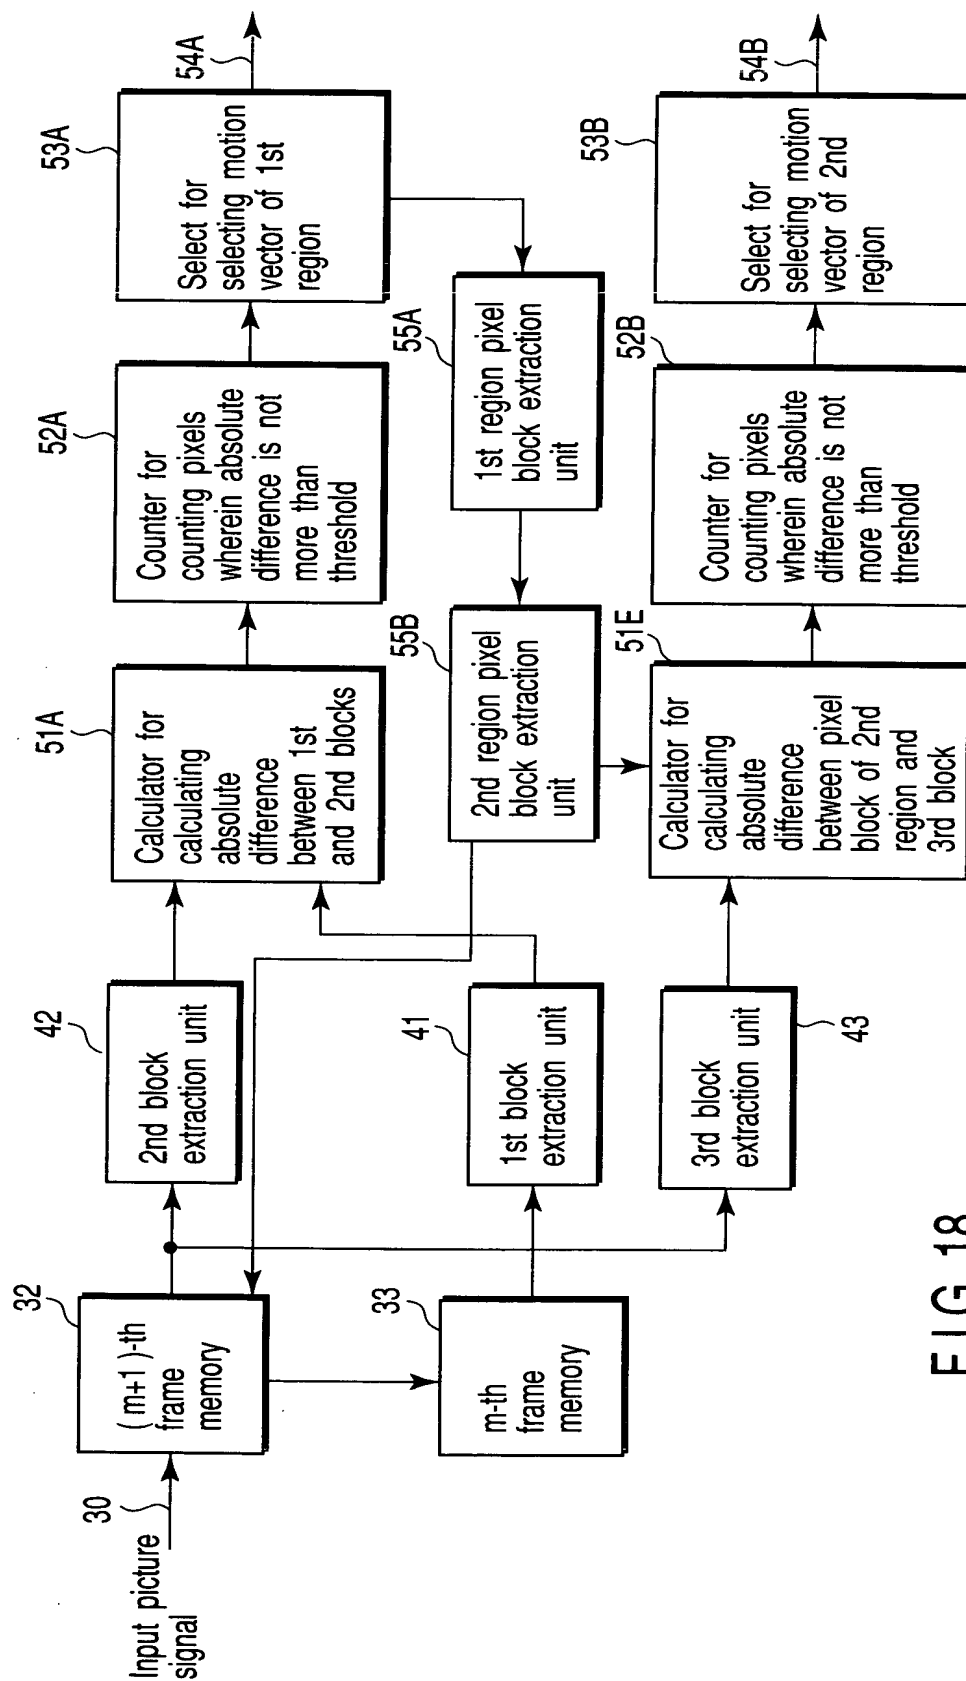 Input picture
signal
30
32
(m+1)-th
frame
memory
33
m-th
frame
memory
42
2nd block
extraction unit
41
1st block
extraction unit
3rd block
extraction unit
43
51A
Calculator for
calculating
absolute
difference
between 1st
and 2nd blocks
52A
Counter for
counting pixels
wherein absolute
difference is not
more than
threshold
53A
Select for
selecting motion
vector of 1st
region
54A
55A
1st region pixel
block extraction
unit
55B
2nd region pixel
block extraction
unit
51E
Calculator for
calculating
absolute
difference
between pixel
block of 2nd
region and
3rd block
52B
Counter for
counting pixels
wherein absolute
difference is not
more than
threshold
53B
Select for
selecting motion
vector of 2nd
region
54B
FIG. 18